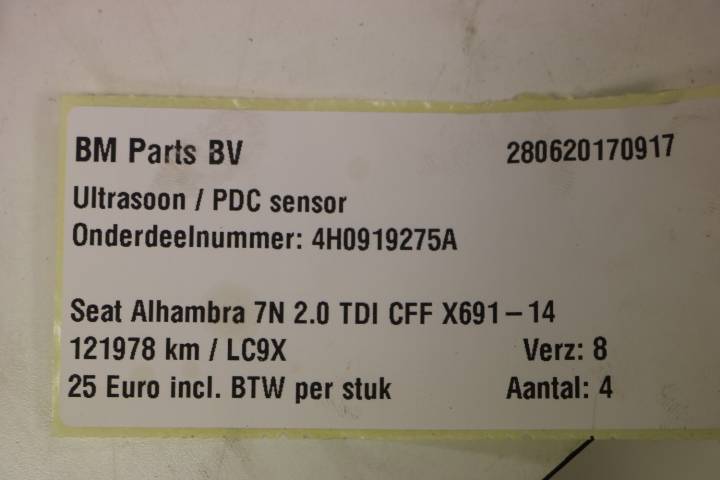 BM Parts BV 280620170917
Ultrasoon / PDC sensor
Onderdeelnummer: 4H0919275A
Seat Alhambra 7N 2.0 TDI CFF X691-14
121978 km / LC9X Verz: 8
25 Euro incl. BTW per stuk Aantal: 4